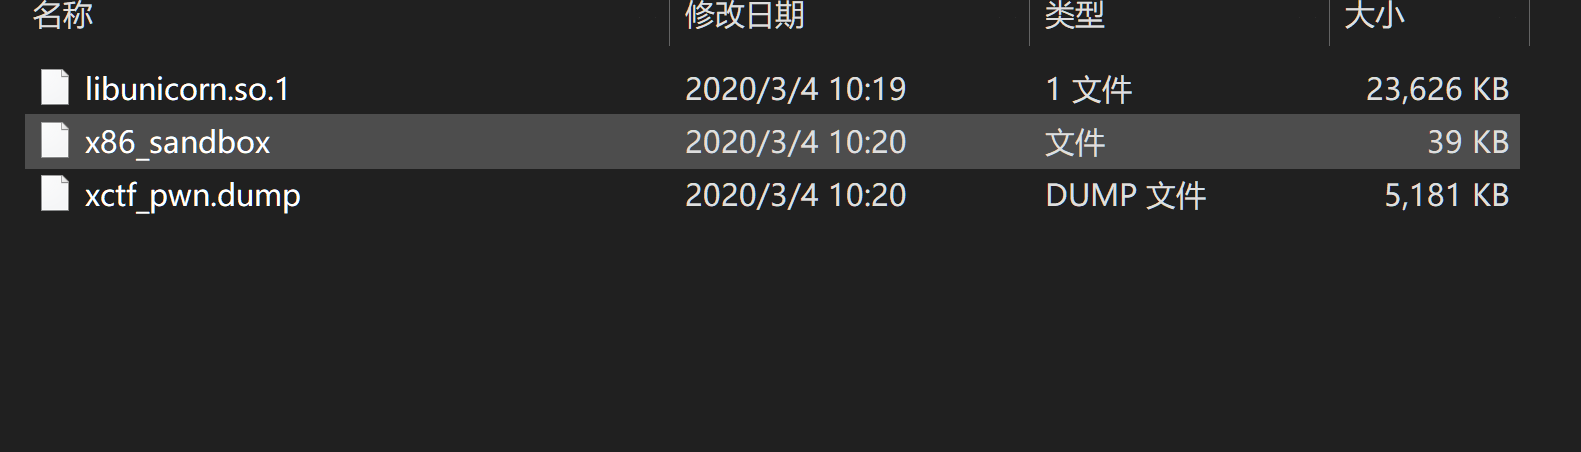 名称 修改日期 类型 大小
libunicorn.so.1 2020/3/4 10:19 1 文件 23,626 KB
x86_sandbox 2020/3/4 10:20 文件 39 KB
xctf_pwn.dump 2020/3/4 10:20 DUMP 文件 5,181 KB